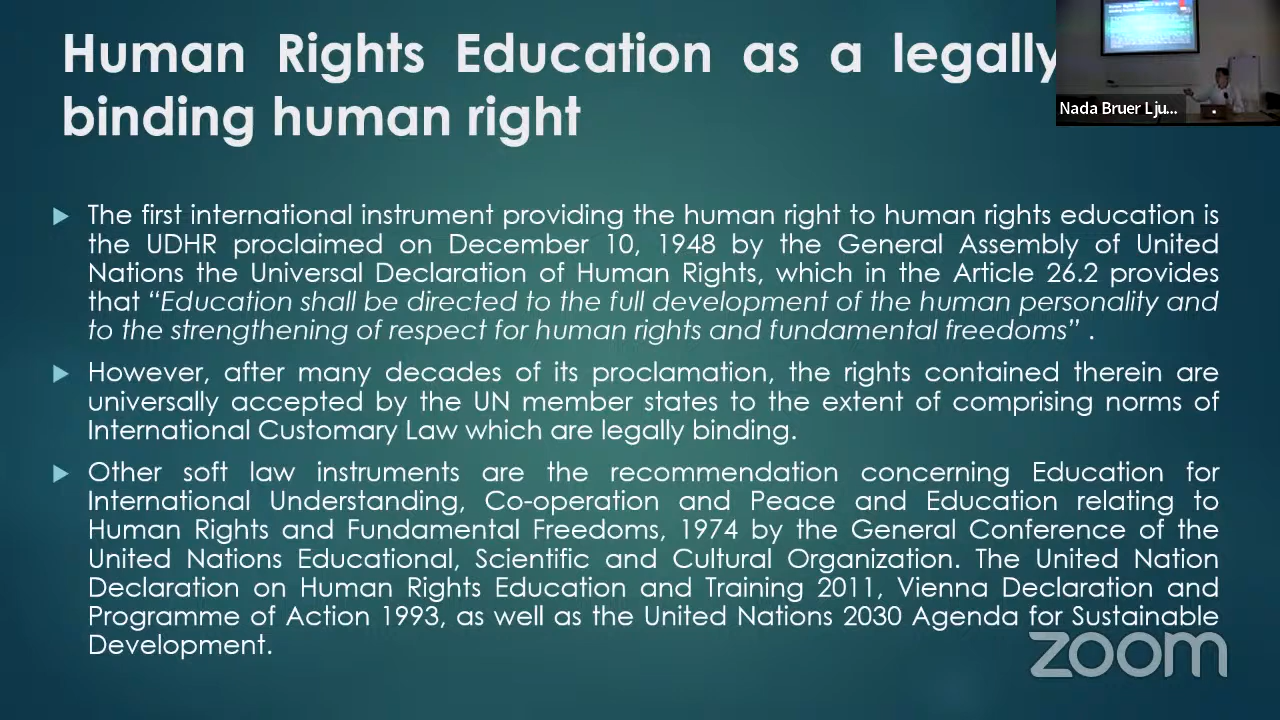 Human Rights Education as a legally
binding human right
Nada Bruer Lju...
The first international instrument providing the human right to human rights education is
the UDHR proclaimed on December 10, 1948 by the General Assembly of United
Nations the Universal Declaration of Human Rights, which in the Article 26.2 provides
that “Education shall be directed to the full development of the human personality and
to the strengthening of respect for human rights and fundamental freedoms” .
However, after many decades of its proclamation, the rights contained therein are
universally accepted by the UN member states to the extent of comprising norms of
International Customary Law which are legally binding.
Other soft law instruments are the recommendation concerning Education for
International Understanding, Co-operation and Peace and Education relating to
Human Rights and Fundamental Freedoms, 1974 by the General Conference of the
United Nations Educational, Scientific and Cultural Organization. The United Nation
Declaration on Human Rights Education and Training 2011, Vienna Declaration and
Programme of Action 1993, as well as the United Nations 2030 Agenda for Sustainable
Development.
zoom